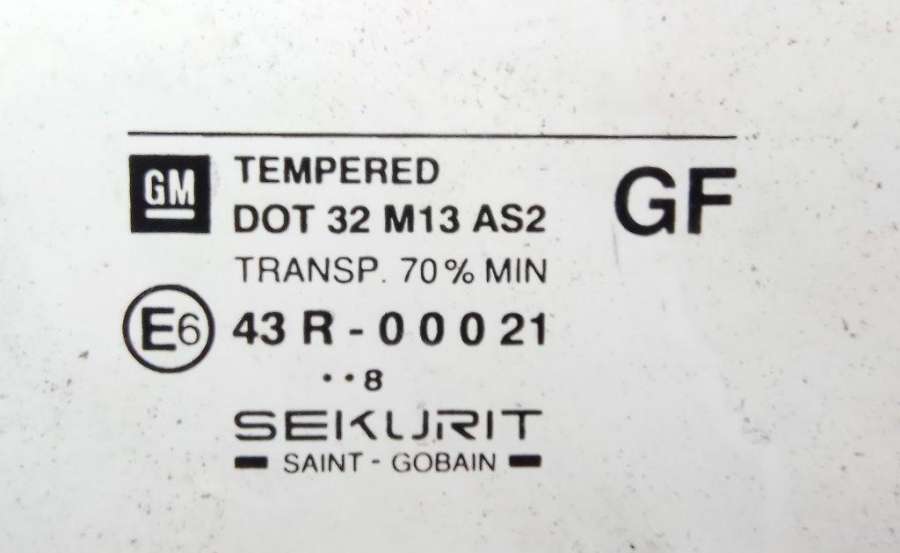 GM TEMPERED GF
DOT 32 M13 AS2
TRANSP. 70% MIN
E6 43 R - 0 0 0 21
··8
SEKURIT
SAINT - GOBAIN